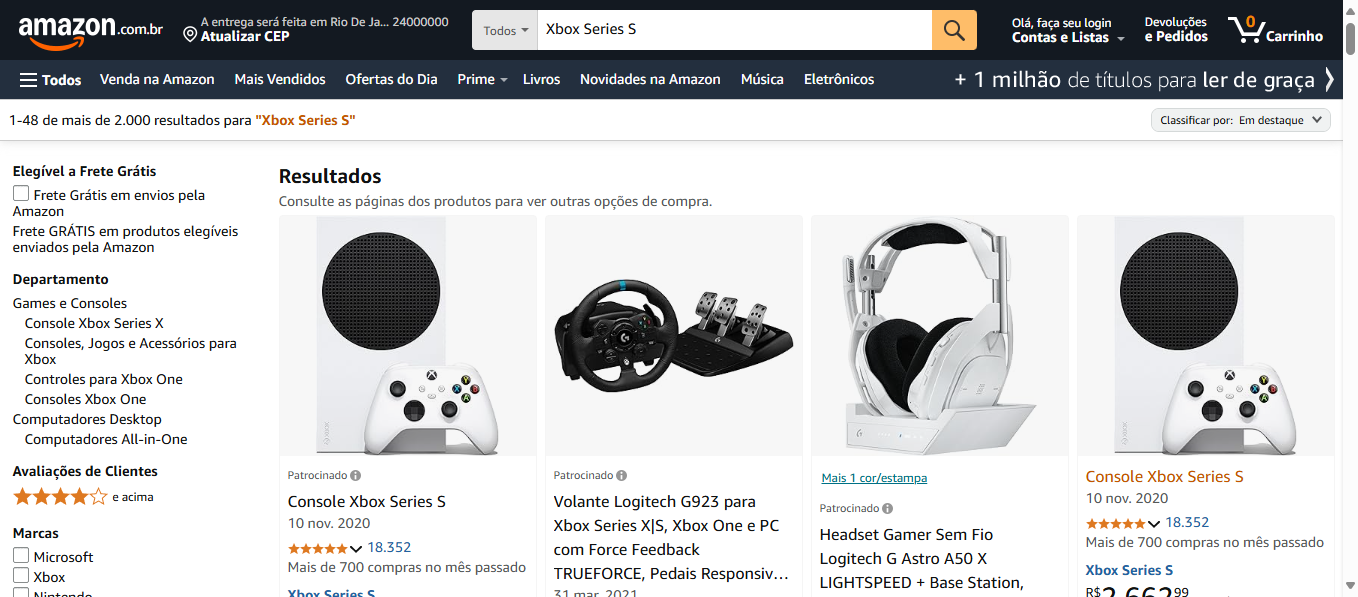 amazon.com.br
A entrega será feita em Rio De Ja... 24000000
Atualizar CEP
Todos
Xbox Series S
Olá, faça seu login
Contas e Listas
Devoluções
e Pedidos
0
Carrinho
Todos
Venda na Amazon
Mais Vendidos
Ofertas do Dia
Prime
Livros
Novidades na Amazon
Música
Eletrônicos
+ 1 milhão de títulos para ler de graça
1-48 de mais de 2.000 resultados para "Xbox Series S"
Classificar por: Em destaque
Elegível a Frete Grátis
Frete Grátis em envios pela
Amazon
Frete GRÁTIS em produtos elegíveis
enviados pela Amazon
Departamento
Games e Consoles
Console Xbox Series X
Consoles, Jogos e Acessórios para
Xbox
Controles para Xbox One
Consoles Xbox One
Computadores Desktop
Computadores All-in-One
Avaliações de Clientes
e acima
Marcas
Microsoft
Xbox
Nintendo
Resultados
Consulte as páginas dos produtos para ver outras opções de compra.
Patrocinado
Console Xbox Series S
10 nov. 2020
18.352
Mais de 700 compras no mês passado
Xbox Series S
Patrocinado
Volante Logitech G923 para
Xbox Series X|S, Xbox One e PC
com Force Feedback
TRUEFORCE, Pedais Responsiv...
31 mar. 2021
Mais 1 cor/estampa
Patrocinado
Headset Gamer Sem Fio
Logitech G Astro A50 X
LIGHTSPEED + Base Station,
Console Xbox Series S
10 nov. 2020
18.352
Mais de 700 compras no mês passado
Xbox Series S
R$2.662,99